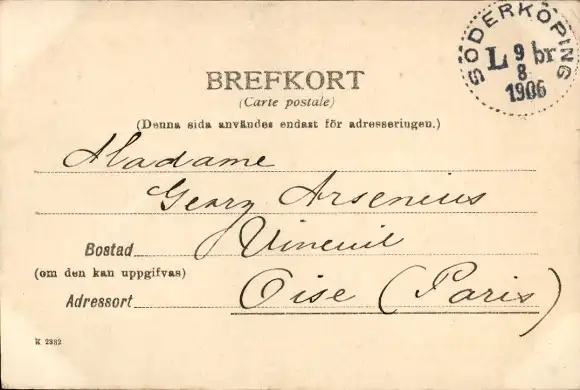 SÖDERKÖPING
L 9 br
8
1906
BREFKORT
(Carte postale)
(Denna sida användes endast för adresseringen.)
Madame
Georg Arsenius
Bostad Vineuil
(om den kan uppgifvas)
Adressort Oise (Paris)
K 2382